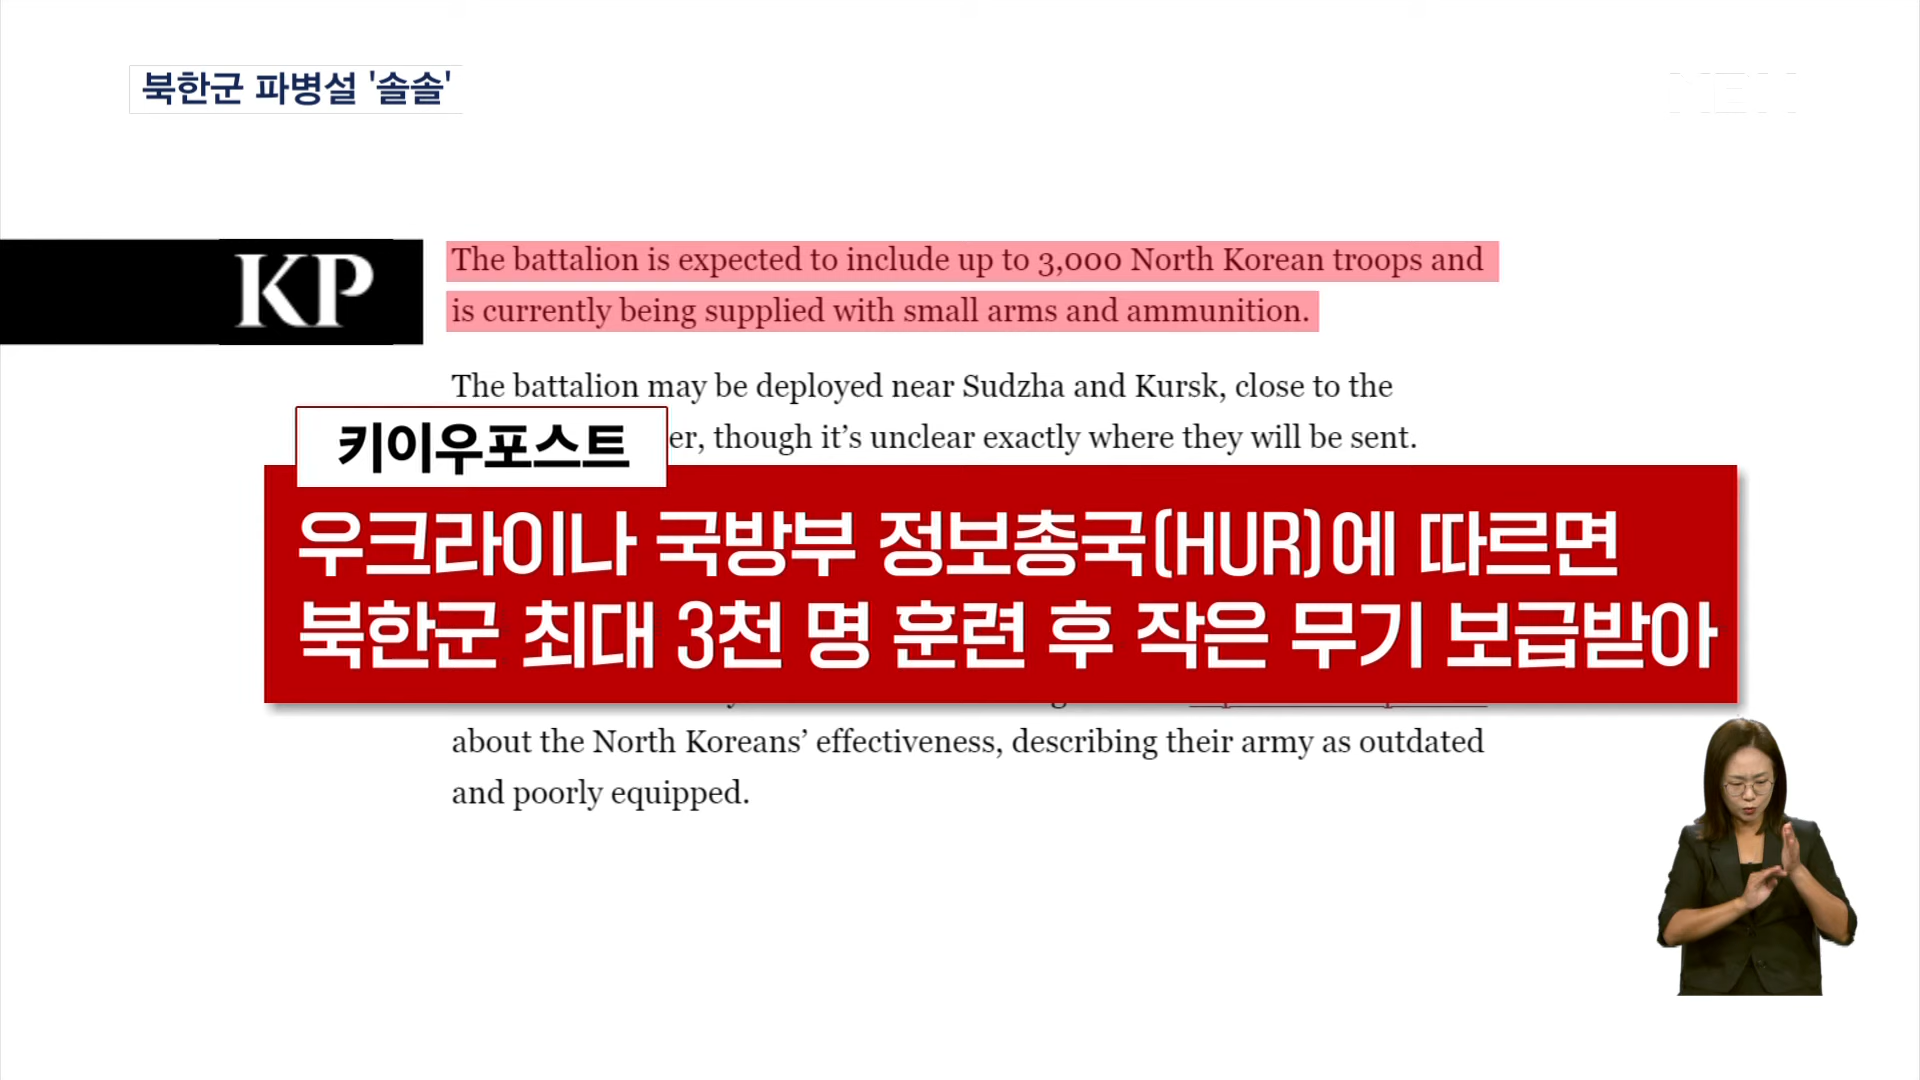 북한군 파병설 '솔솔'
MBN
KP
The battalion is expected to include up to 3,000 North Korean troops and
is currently being supplied with small arms and ammunition.
The battalion may be deployed near Sudzha and Kursk, close to the
er, though it’s unclear exactly where they will be sent.
키이우포스트
우크라이나 국방부 정보총국(HUR)에 따르면
북한군 최대 3천 명 훈련 후 작은 무기 보급받아
about the North Koreans’ effectiveness, describing their army as outdated
and poorly equipped.